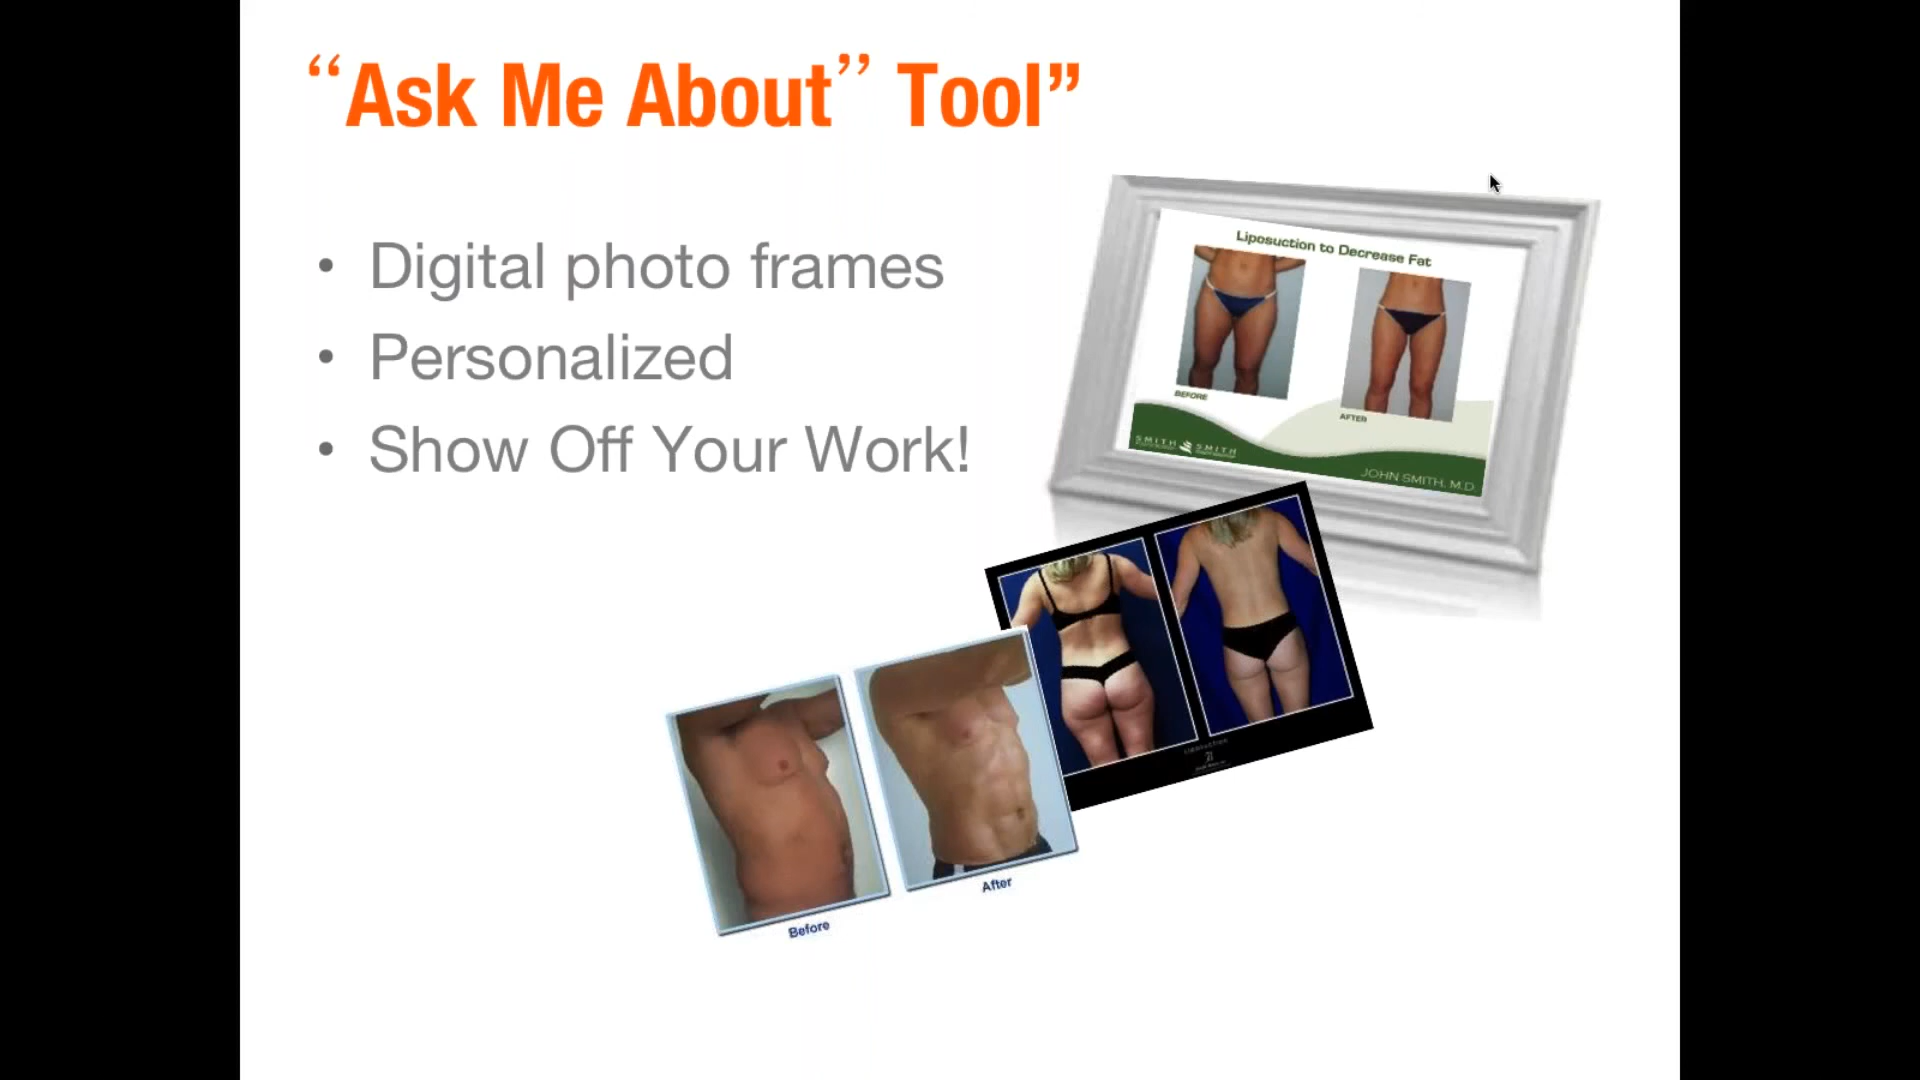 “Ask Me About” Tool”
• Digital photo frames
• Personalized
• Show Off Your Work!
Liposuction to Decrease Fat
BEFORE
AFTER
SMITH SMITH
JOHN SMITH, M.D
Before
After